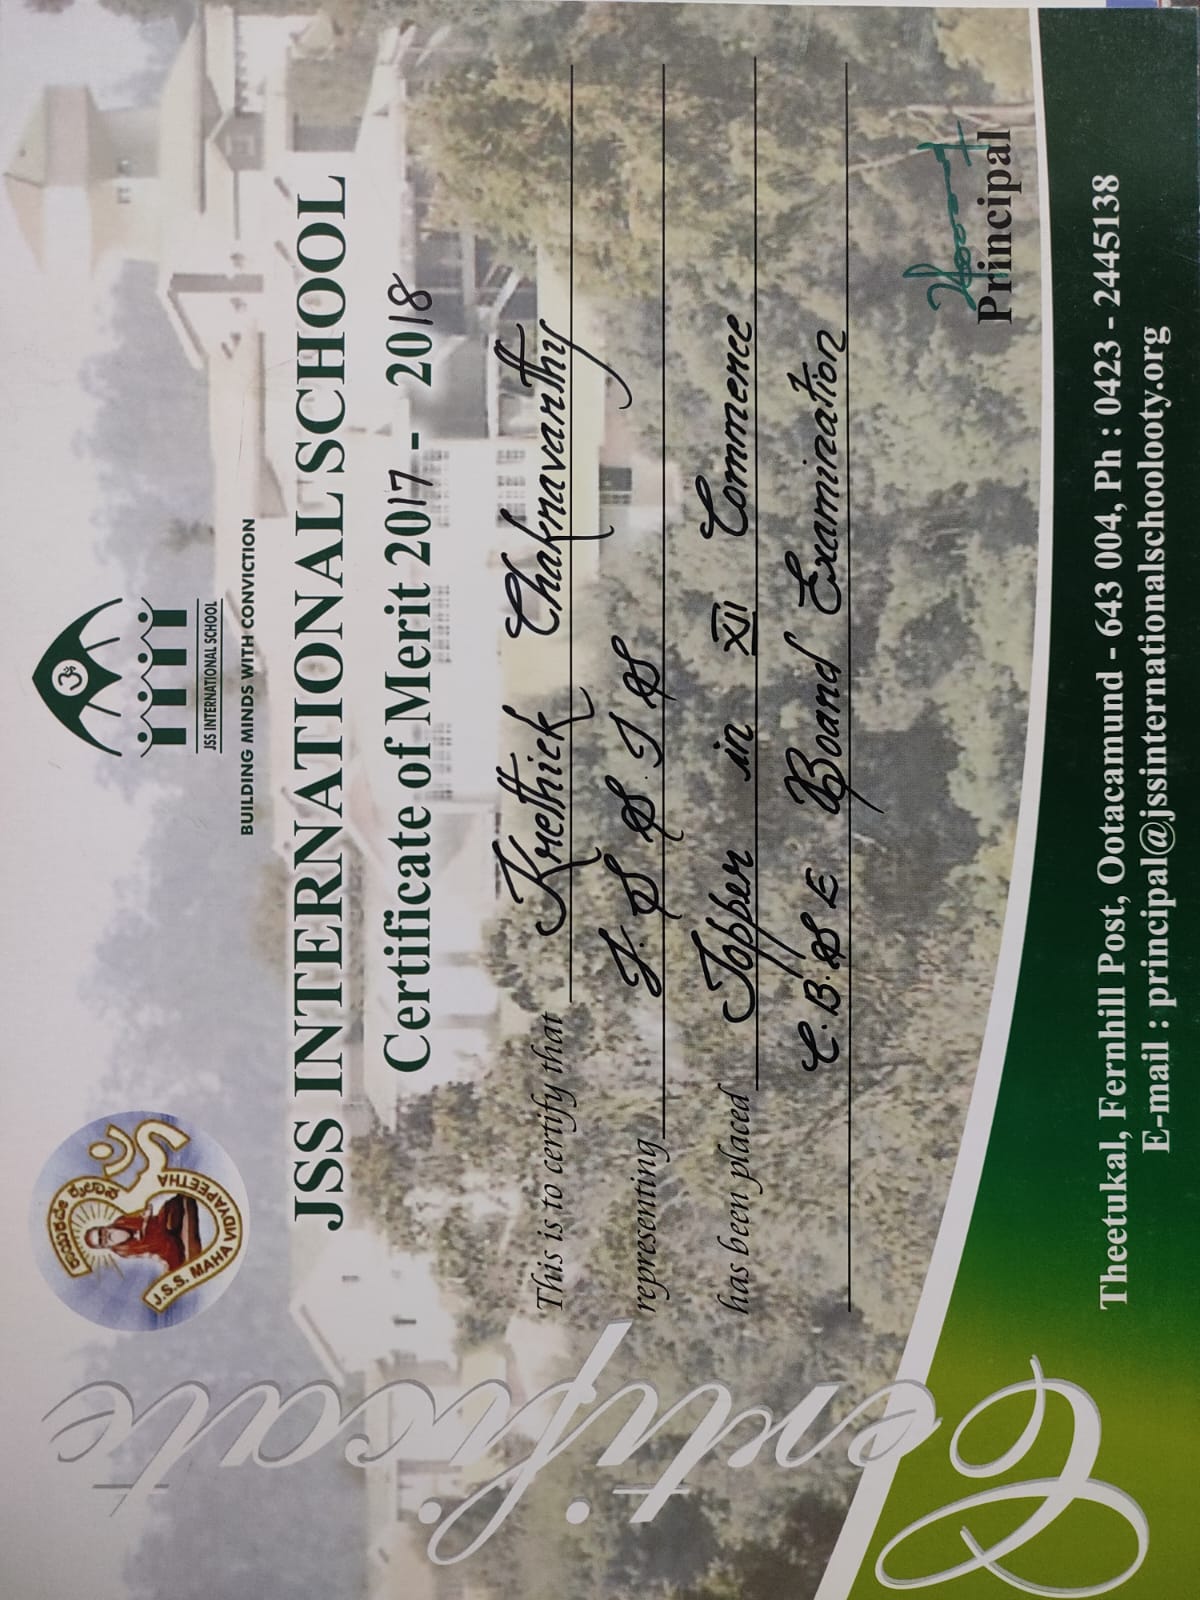 Certificate
ಕಾಯಕವೇ ಕೈಲಾಸ
J.S.S. MAHA VIDYAPEETHA
JSS INTERNATIONAL SCHOOL
BUILDING MINDS WITH CONVICTION
JSS INTERNATIONAL SCHOOL
Certificate of Merit 2017 - 2018
This is to certify that Krethick Chakravarthy
representing J.S.S.I.S
has been placed Topper in XII Commerce
C.B.S.E Board Examination
Principal
Theetukal, Fernhill Post, Ootacamund - 643 004, Ph : 0423 - 2445138
E-mail : principal@jssinternationalschoolooty.org